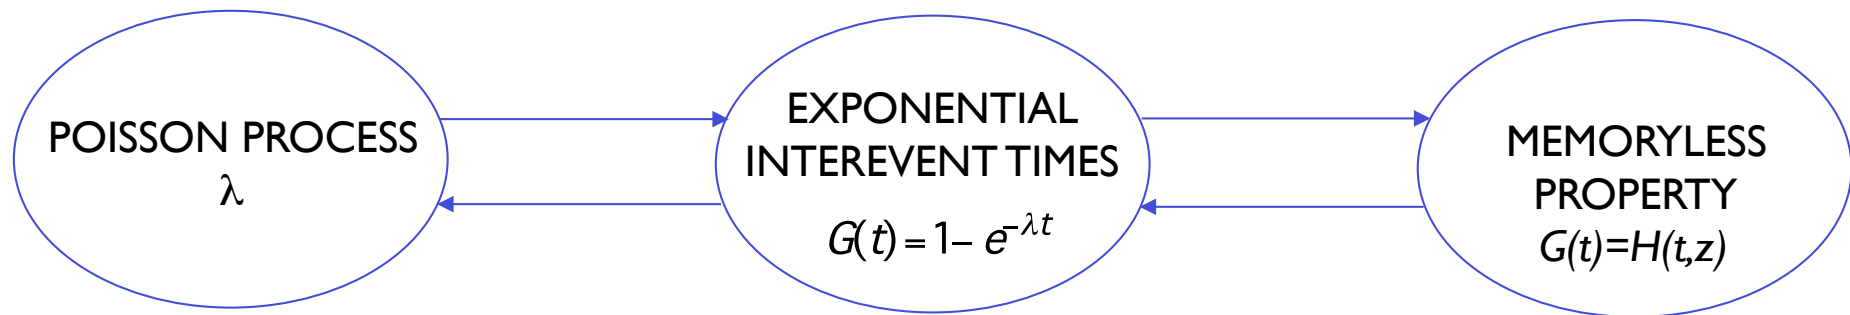 POISSON PROCESS
λ
EXPONENTIAL
INTEREVENT TIMES
G(t) = 1– e^{–λt}
MEMORYLESS
PROPERTY
G(t)=H(t,z)